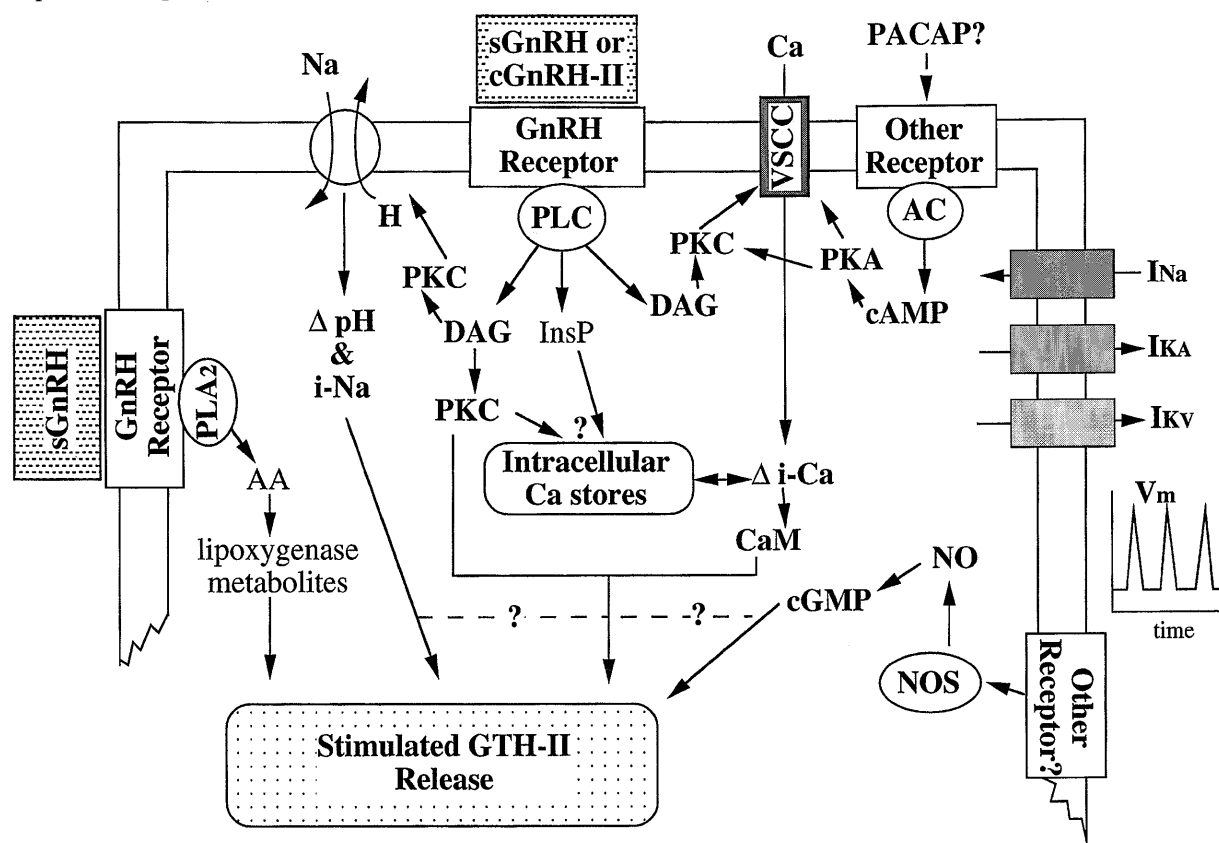 sGnRH or
cGnRH-II
Na
Ca
PACAP?
GnRH
Receptor
VSCC
Other
Receptor
H
PLC
AC
PKC
PKC
PKA
INa
DAG
cAMP
Δ pH
&
i-Na
DAG
InsP
IKA
sGnRH
GnRH
Receptor
PLA2
PKC
?
IKV
Intracellular
Ca stores
Δ i-Ca
AA
Vm
CaM
lipoxygenase
metabolites
NO
cGMP
?
?
time
NOS
Other
Receptor?
Stimulated GTH-II
Release